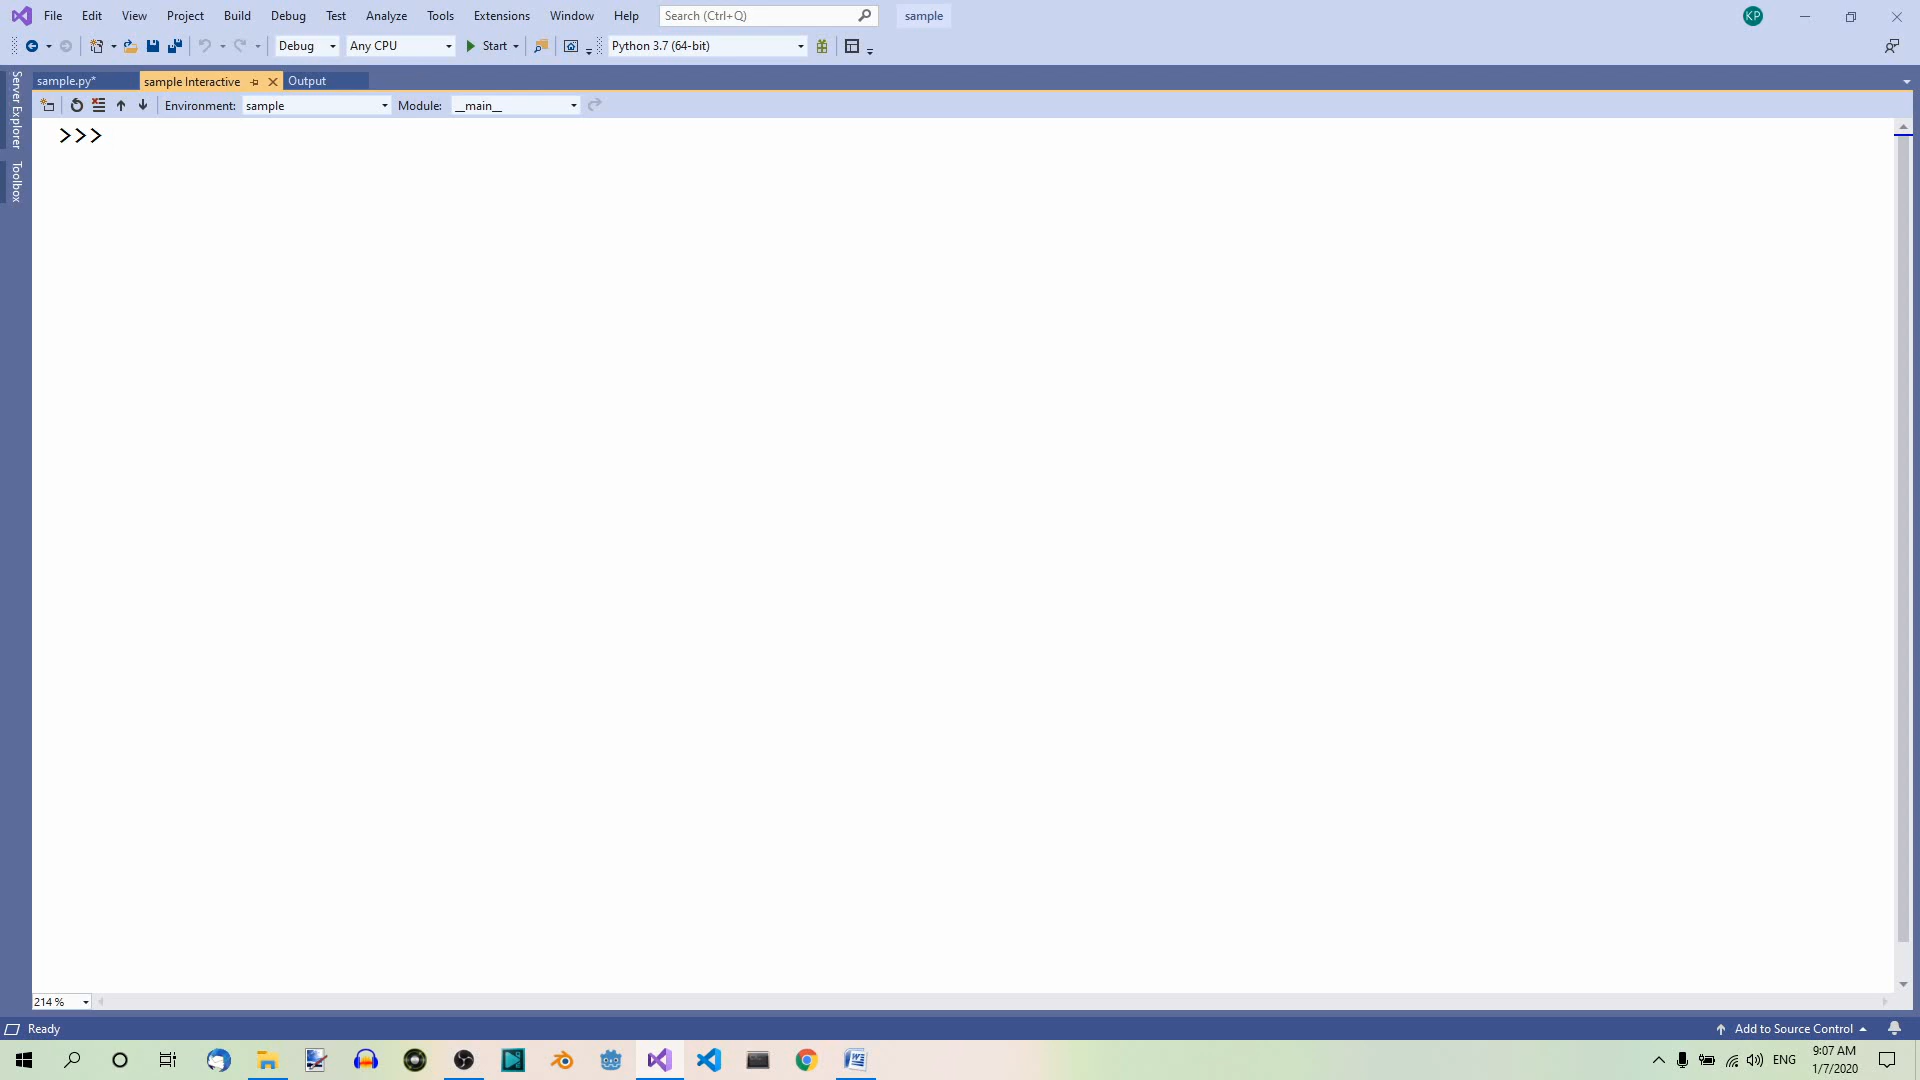 File Edit View Project Build Debug Test Analyze Tools Extensions Window Help Search (Ctrl+Q) sample KP
Debug Any CPU Start Python 3.7 (64-bit)
sample.py* sample Interactive Output
Environment: sample Module: __main__
>>>
Server Explorer
Toolbox
214 %
Ready Add to Source Control
ENG 9:07 AM
1/7/2020